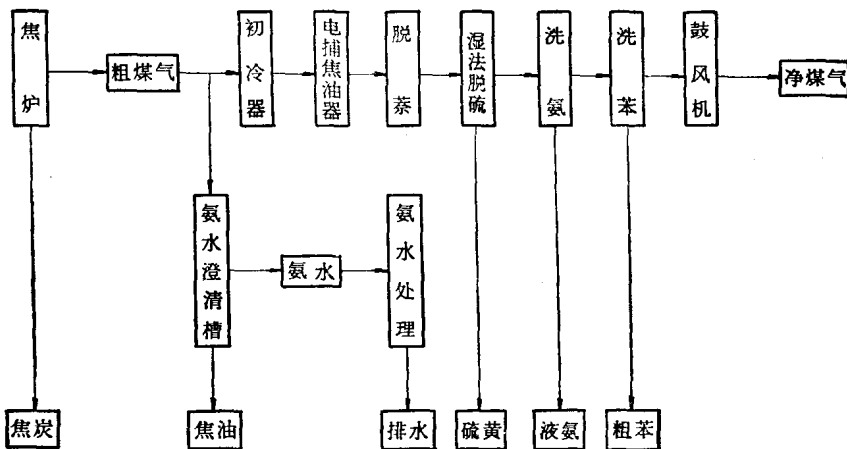 焦炉
粗煤气
初冷器
电捕焦油器
脱萘
湿法脱硫
洗氨
洗苯
鼓风机
净煤气
氨水澄清槽
氨水
氨水处理
焦炭
焦油
排水
硫黄
液氨
粗苯